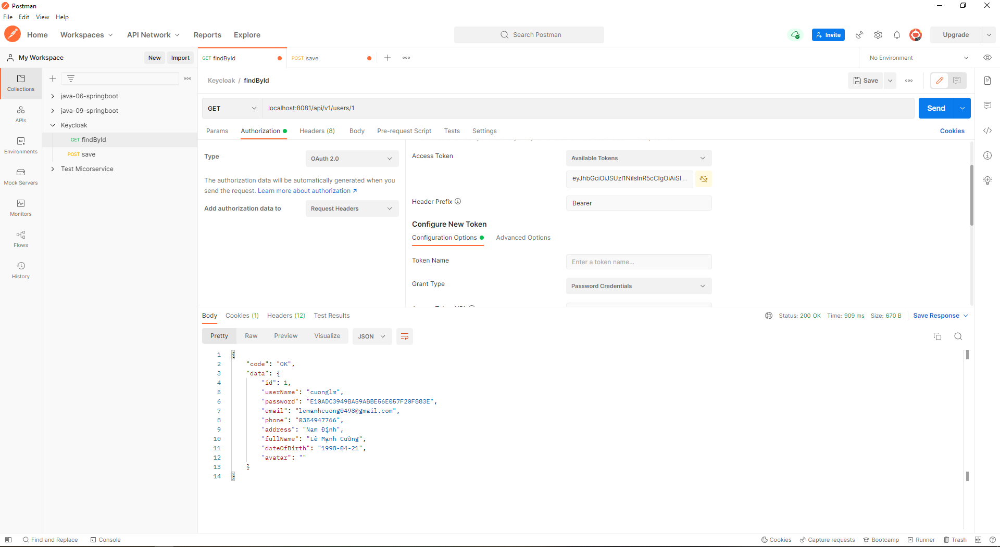 Postman
File Edit View Help
Home Workspaces API Network Reports Explore Search Postman Invite Upgrade
My Workspace New Import GET findById POST save No Environment
Collections
APIs
Environments
Mock Servers
Monitors
Flows
History
java-06-springboot
java-09-springboot
Keycloak
GET findById
POST save
Test Micorservice
Keycloak / findById Save
GET localhost:8081/api/v1/users/1 Send
Params Authorization Headers (8) Body Pre-request Script Tests Settings Cookies
Type OAuth 2.0
The authorization data will be automatically generated when you
send the request. Learn more about authorization ↗
Add authorization data to Request Headers
Access Token Available Tokens
eyJhbGciOiJSUzI1NiIsInR5cCIgOiAiSl ...
Header Prefix Bearer
Configure New Token
Configuration Options Advanced Options
Token Name Enter a token name...
Grant Type Password Credentials
Body Cookies (1) Headers (12) Test Results Status: 200 OK Time: 909 ms Size: 670 B Save Response
Pretty Raw Preview Visualize JSON
1 {
2 "code": "OK",
3 "data": {
4 "id": 1,
5 "userName": "cuonglm",
6 "password": "E10ADC3949BA59ABBE56E057F20F883E",
7 "email": "lemanhcuong0498@gmail.com",
8 "phone": "0354947766",
9 "address": "Nam Định",
10 "fullName": "Lê Mạnh Cường",
11 "dateOfBirth": "1998-04-21",
12 "avatar": ""
13 }
14 }
Find and Replace Console Cookies Capture requests Bootcamp Runner Trash